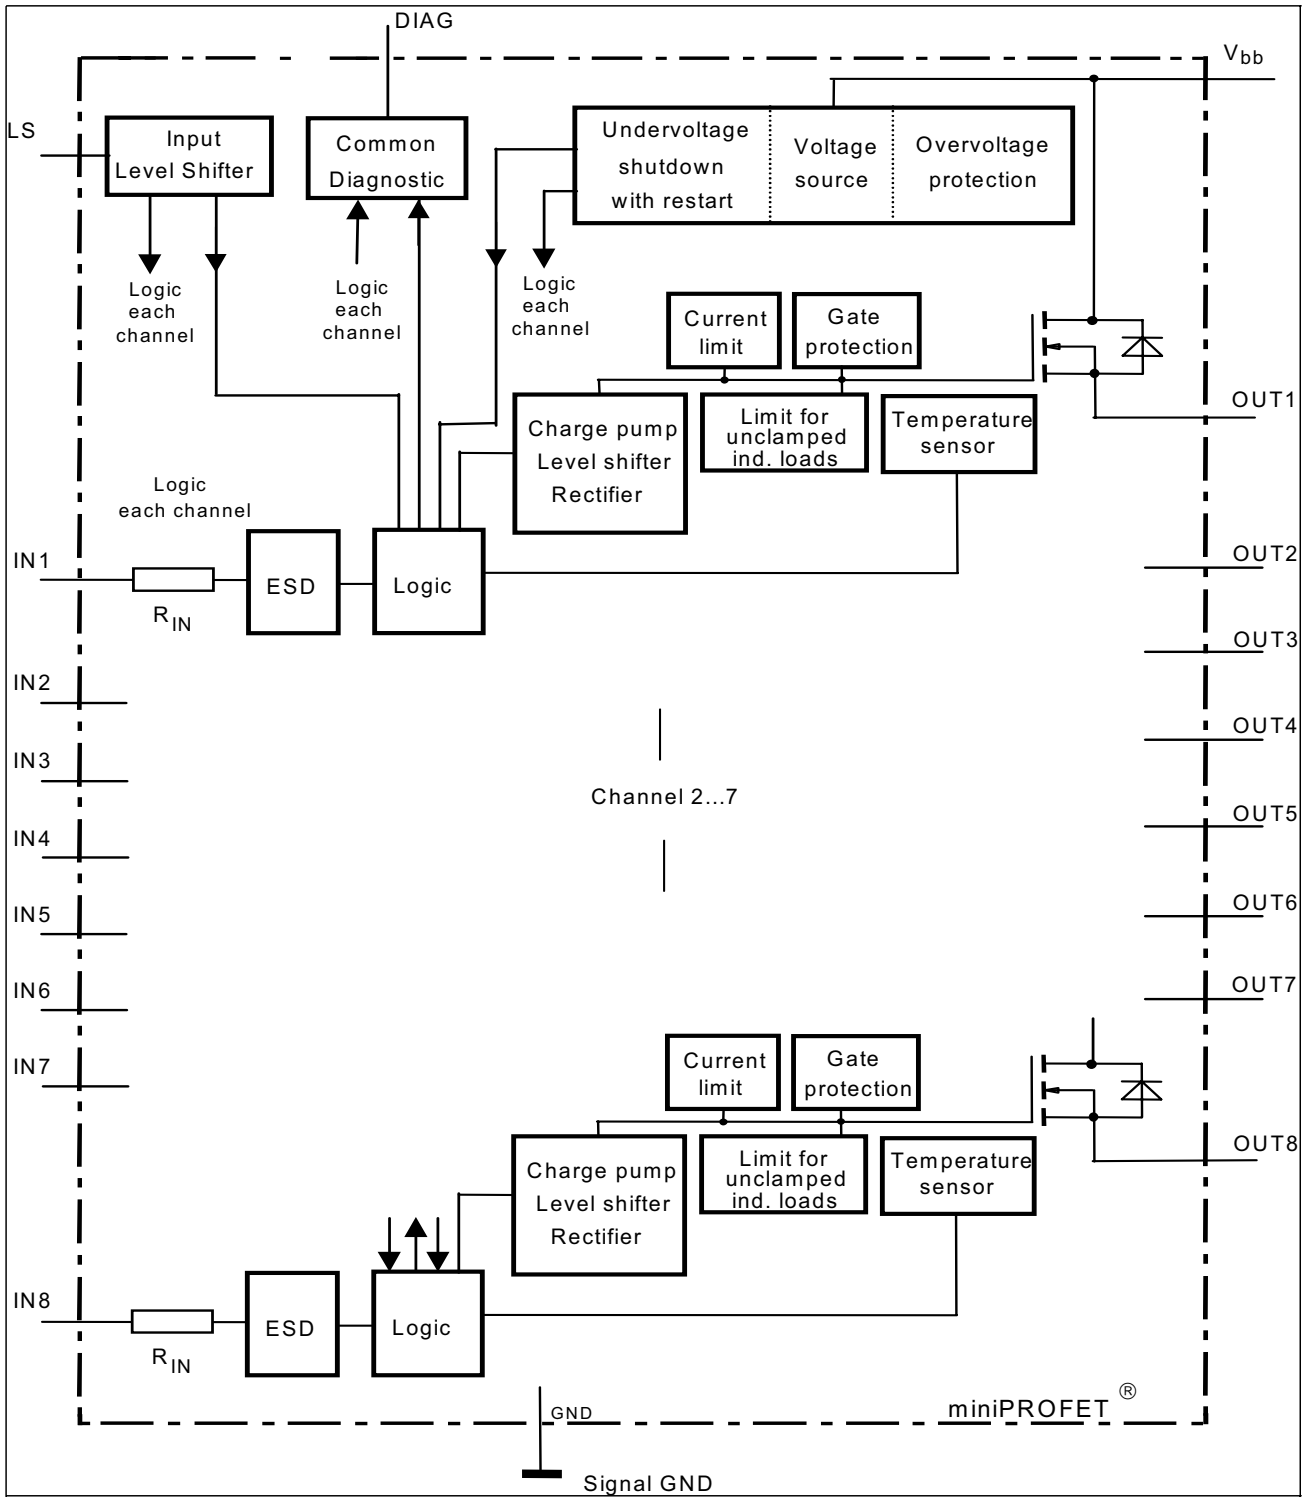 DIAG
Vbb
LS
Input
Level Shifter
Common
Diagnostic
Undervoltage
shutdown
with restart
Voltage
source
Overvoltage
protection
Logic
each
channel
Logic
each
channel
Logic
each
channel
Current
limit
Gate
protection
OUT1
Charge pump
Level shifter
Rectifier
Limit for
unclamped
ind. loads
Temperature
sensor
Logic
each channel
IN1
RIN
ESD
Logic
OUT2
OUT3
IN2
OUT4
IN3
Channel 2...7
OUT5
IN4
OUT6
IN5
OUT7
IN6
IN7
Current
limit
Gate
protection
OUT8
Charge pump
Level shifter
Rectifier
Limit for
unclamped
ind. loads
Temperature
sensor
IN8
RIN
ESD
Logic
GND
miniPROFET ®
Signal GND